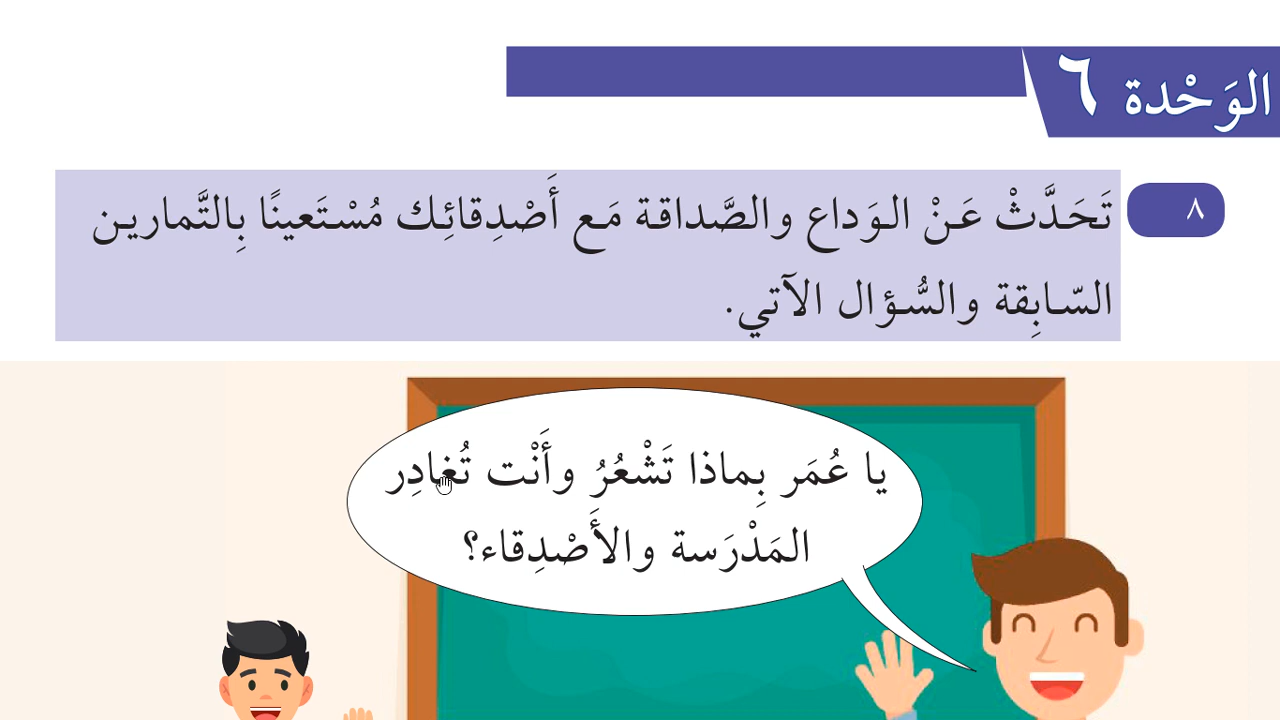 الوَحْدة ٦
٨
تَحَدَّثْ عَنْ الوَداع والصَّداقة مَع أَصْدِقائِك مُسْتَعينًا بِالتَّمارين
السّابِقة والسُّؤال الآتي.
يا عُمَر بِماذا تَشْعُرُ وأَنْت تُغادِر
المَدْرَسة والأَصْدِقاء؟